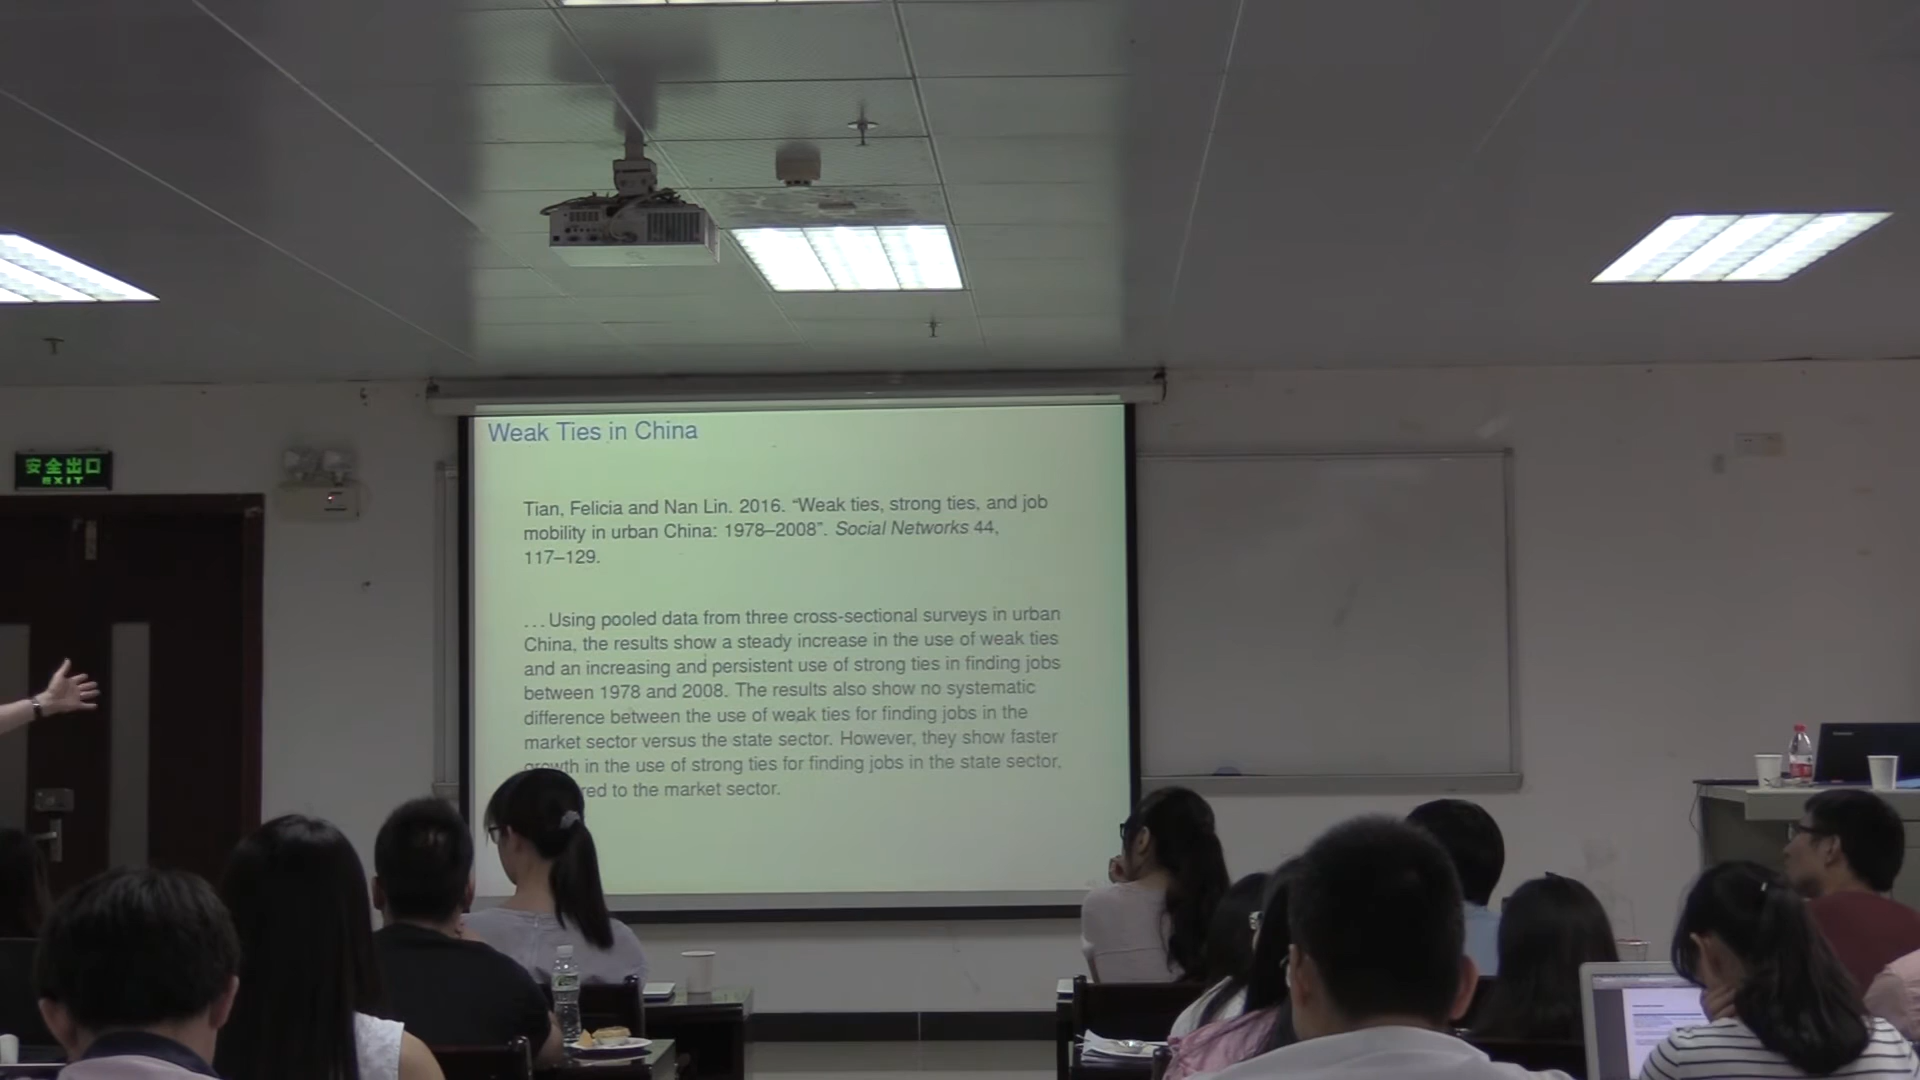 安全出口
EXIT
Weak Ties in China
Tian, Felicia and Nan Lin. 2016. “Weak ties, strong ties, and job
mobility in urban China: 1978–2008”. Social Networks 44,
117–129.
... Using pooled data from three cross-sectional surveys in urban
China, the results show a steady increase in the use of weak ties
and an increasing and persistent use of strong ties in finding jobs
between 1978 and 2008. The results also show no systematic
difference between the use of weak ties for finding jobs in the
market sector versus the state sector. However, they show faster
growth in the use of strong ties for finding jobs in the state sector,
red to the market sector.